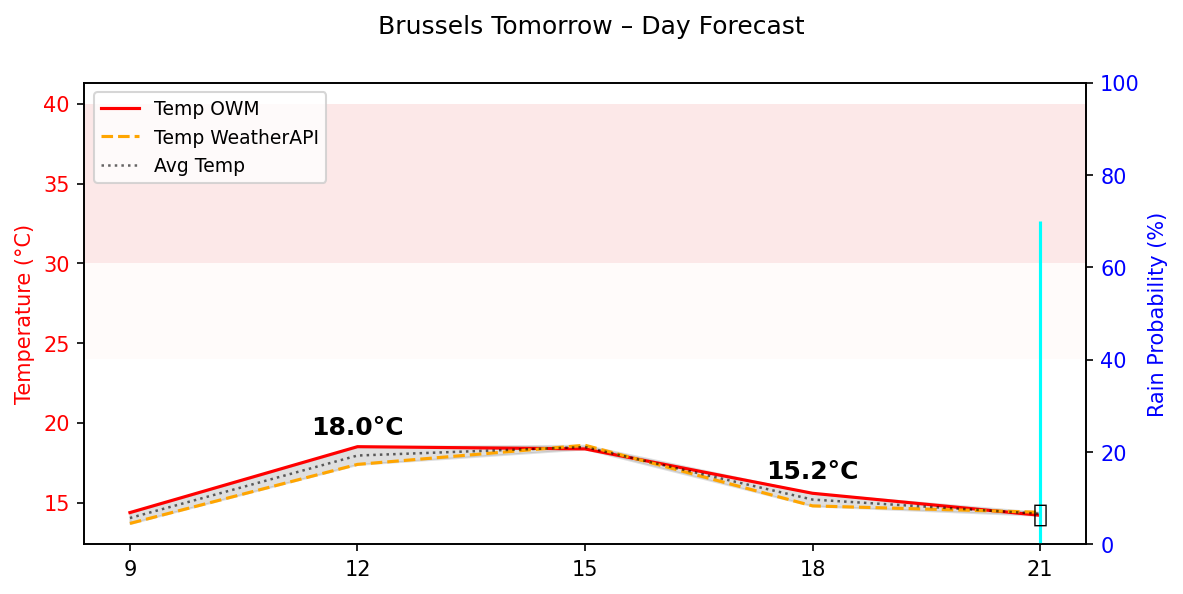 Brussels Tomorrow – Day Forecast
Temp OWM
Temp WeatherAPI
Avg Temp
Temperature (°C)
40
35
30
25
20
15
18.0°C
15.2°C
Rain Probability (%)
100
80
60
40
20
0
9
12
15
18
21